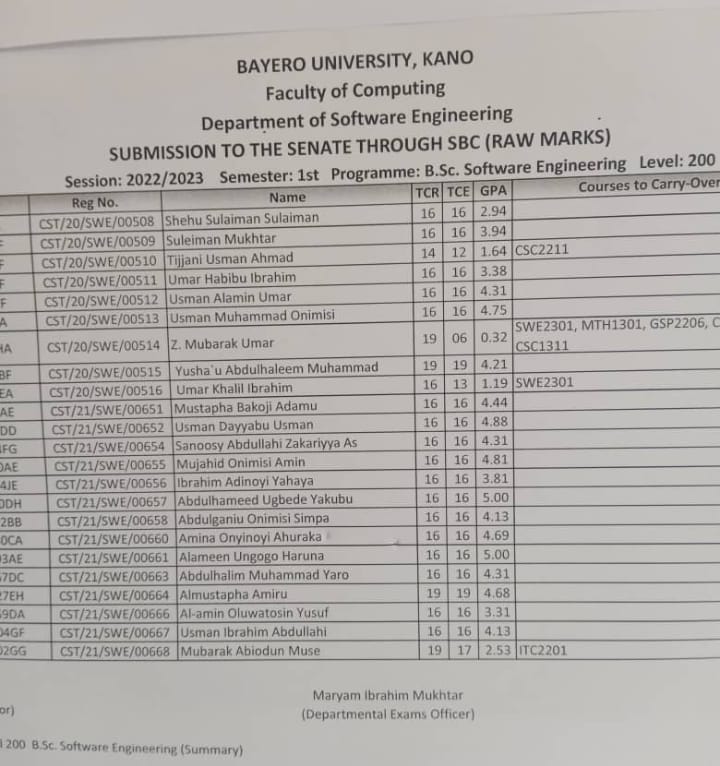 BAYERO UNIVERSITY, KANO
Faculty of Computing
Department of Software Engineering
SUBMISSION TO THE SENATE THROUGH SBC (RAW MARKS)
Session: 2022/2023 Semester: 1st Programme: B.Sc. Software Engineering Level: 200
Reg No. Name TCR TCE GPA Courses to Carry-Over
CST/20/SWE/00508 Shehu Sulaiman Sulaiman 16 16 2.94
F CST/20/SWE/00509 Suleiman Mukhtar 16 16 3.94
F CST/20/SWE/00510 Tijjani Usman Ahmad 14 12 1.64 CSC2211
F CST/20/SWE/00511 Umar Habibu Ibrahim 16 16 3.38
F CST/20/SWE/00512 Usman Alamin Umar 16 16 4.31
A CST/20/SWE/00513 Usman Muhammad Onimisi 16 16 4.75
HA CST/20/SWE/00514 Z. Mubarak Umar 19 06 0.32 SWE2301, MTH1301, GSP2206, C
CSC1311
BF CST/20/SWE/00515 Yusha`u Abdulhaleem Muhammad 19 19 4.21
EA CST/20/SWE/00516 Umar Khalil Ibrahim 16 13 1.19 SWE2301
AE CST/21/SWE/00651 Mustapha Bakoji Adamu 16 16 4.44
DD CST/21/SWE/00652 Usman Dayyabu Usman 16 16 4.88
FG CST/21/SWE/00654 Sanoosy Abdullahi Zakariyya As 16 16 4.31
0AE CST/21/SWE/00655 Mujahid Onimisi Amin 16 16 4.81
4JE CST/21/SWE/00656 Ibrahim Adinoyi Yahaya 16 16 3.81
0DH CST/21/SWE/00657 Abdulhameed Ugbede Yakubu 16 16 5.00
2BB CST/21/SWE/00658 Abdulganiu Onimisi Simpa 16 16 4.13
0CA CST/21/SWE/00660 Amina Onyinoyi Ahuraka 16 16 4.69
3AE CST/21/SWE/00661 Alameen Ungogo Haruna 16 16 5.00
7DC CST/21/SWE/00663 Abdulhalim Muhammad Yaro 16 16 4.31
7EH CST/21/SWE/00664 Almustapha Amiru 19 19 4.68
9DA CST/21/SWE/00666 Al-amin Oluwatosin Yusuf 16 16 3.31
04GF CST/21/SWE/00667 Usman Ibrahim Abdullahi 16 16 4.13
02GG CST/21/SWE/00668 Mubarak Abiodun Muse 19 17 2.53 ITC2201
Maryam Ibrahim Mukhtar
or) (Departmental Exams Officer)
200 B.Sc. Software Engineering (Summary)